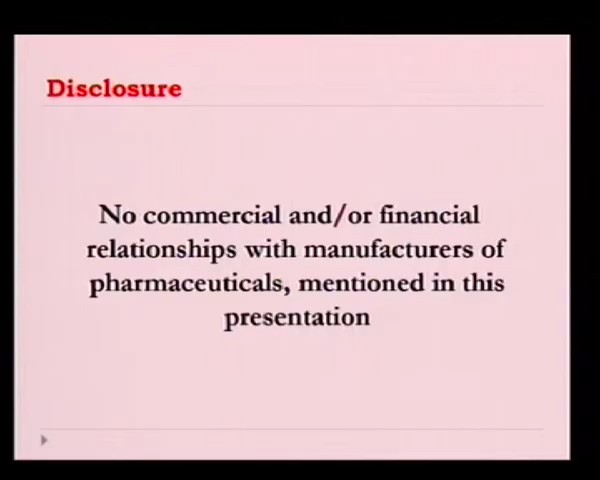 Disclosure
No commercial and/or financial
relationships with manufacturers of
pharmaceuticals, mentioned in this
presentation